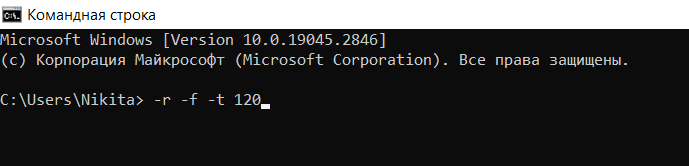 Командная строка
Microsoft Windows [Version 10.0.19045.2846]
(c) Корпорация Майкрософт (Microsoft Corporation). Все права защищены.
C:\Users\Nikita> -r -f -t 120